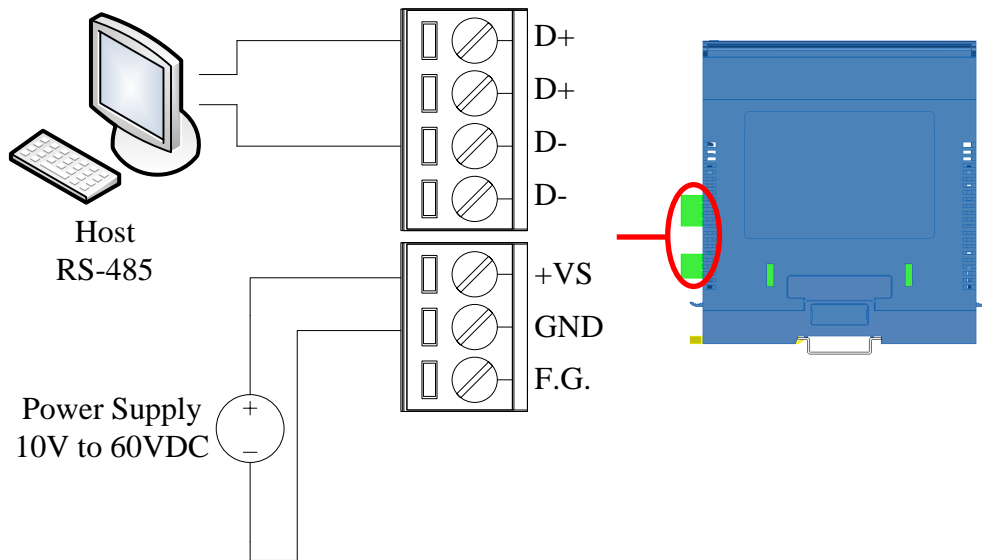 D+
D+
D-
D-
Host
RS-485
+VS
GND
F.G.
Power Supply
10V to 60VDC
+
−